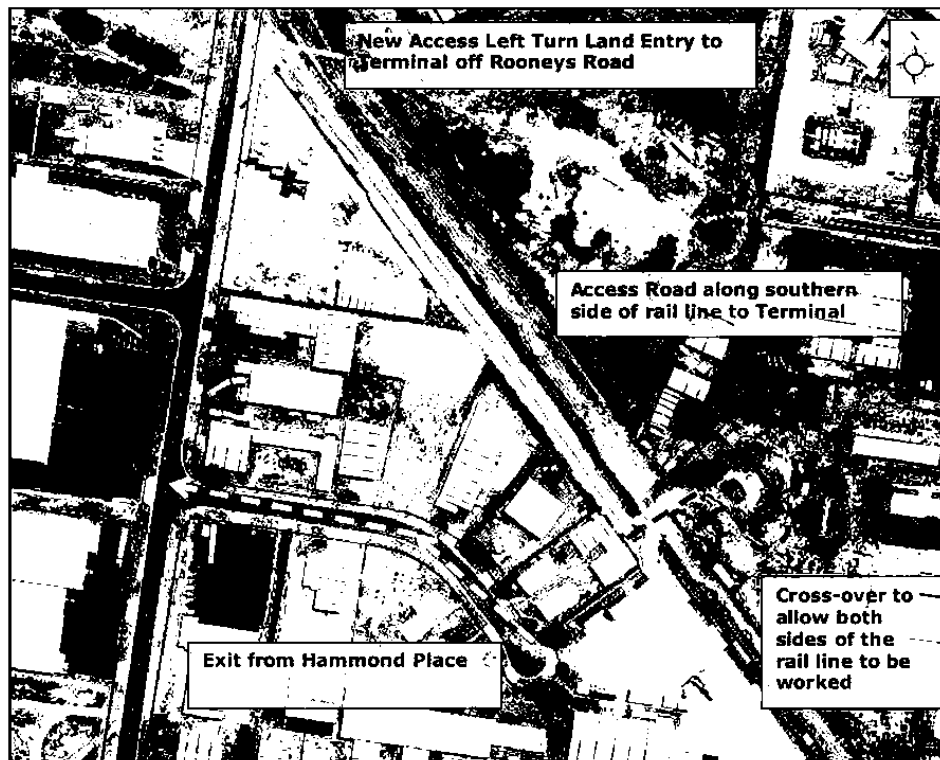 New Access Left Turn Land Entry to
Terminal off Rooneys Road
Access Road along southern
side of rail line to Terminal
Cross-over to
allow both
sides of the
rail line to be
worked
Exit from Hammond Place